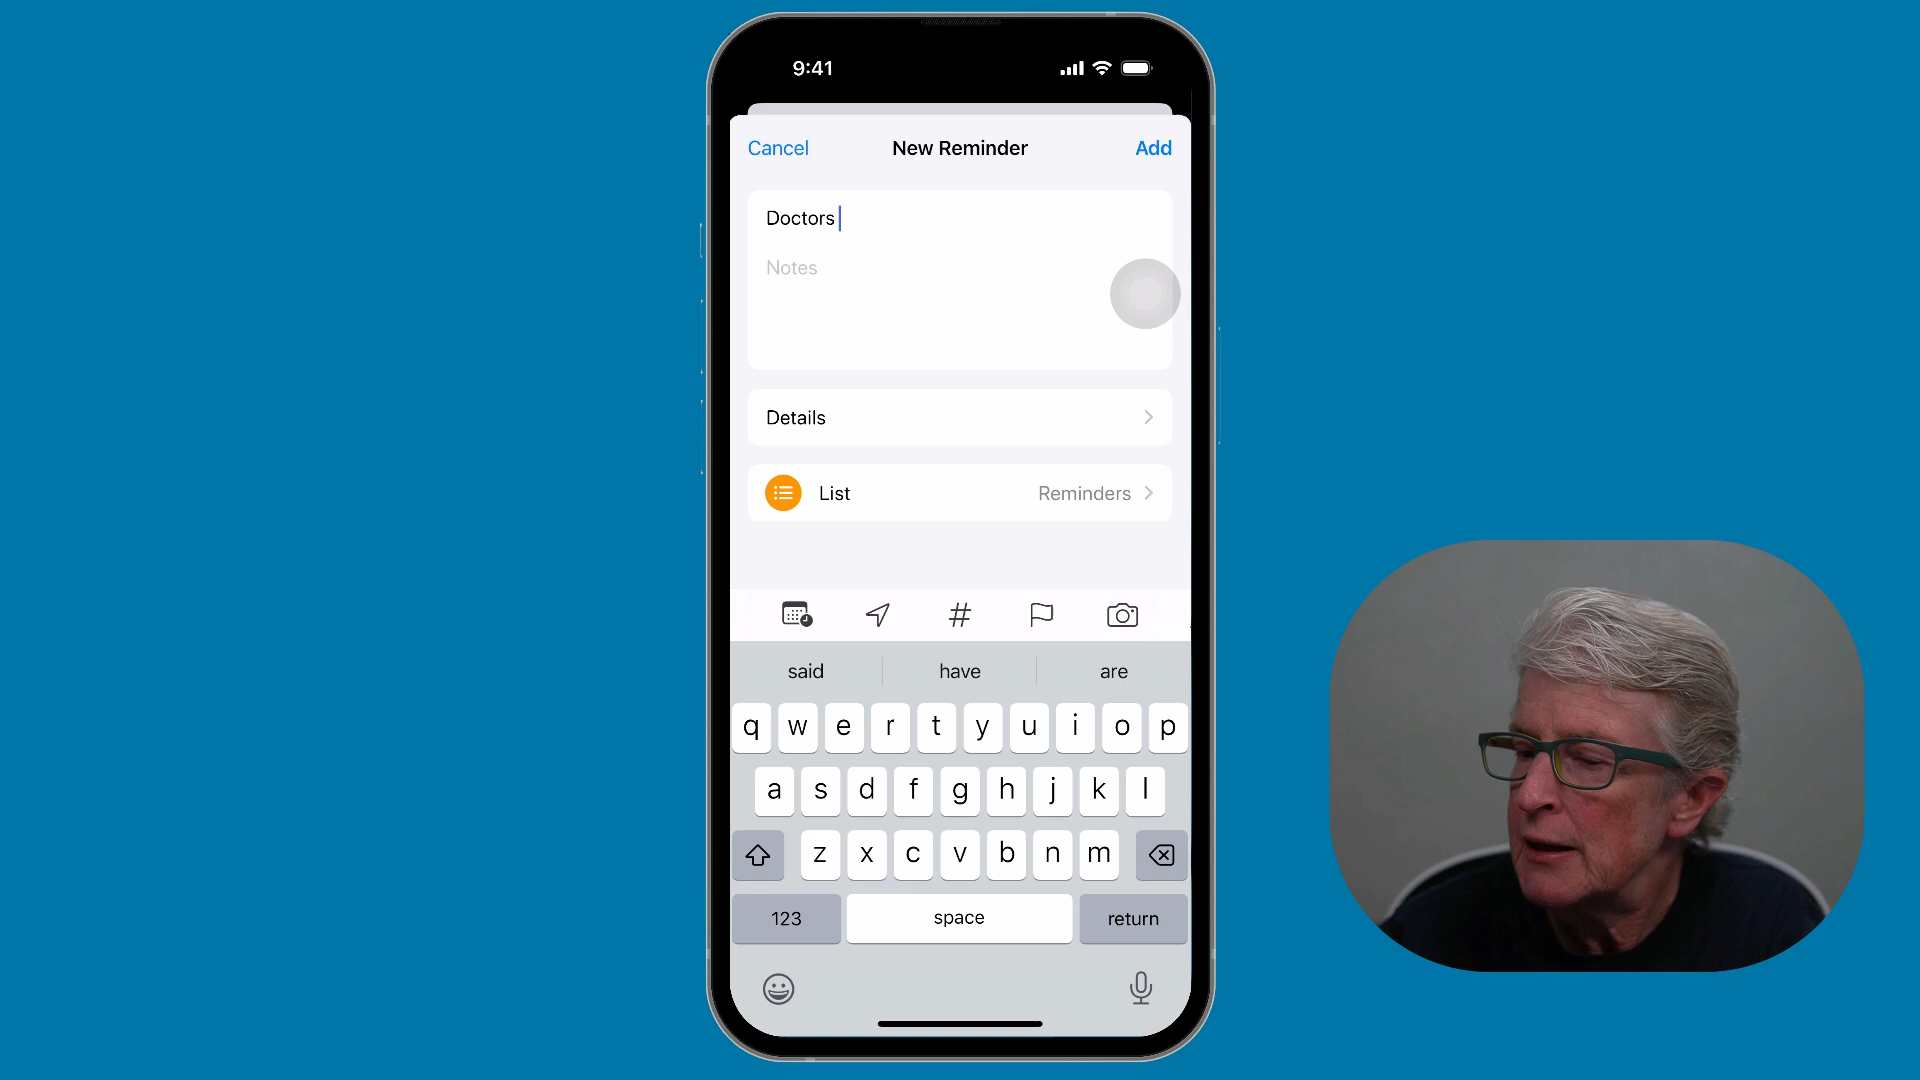 9:41
Cancel New Reminder Add
Doctors
Notes
Details
List Reminders
#
said have are
q w e r t y u i o p
a s d f g h j k l
z x c v b n m
123 space return